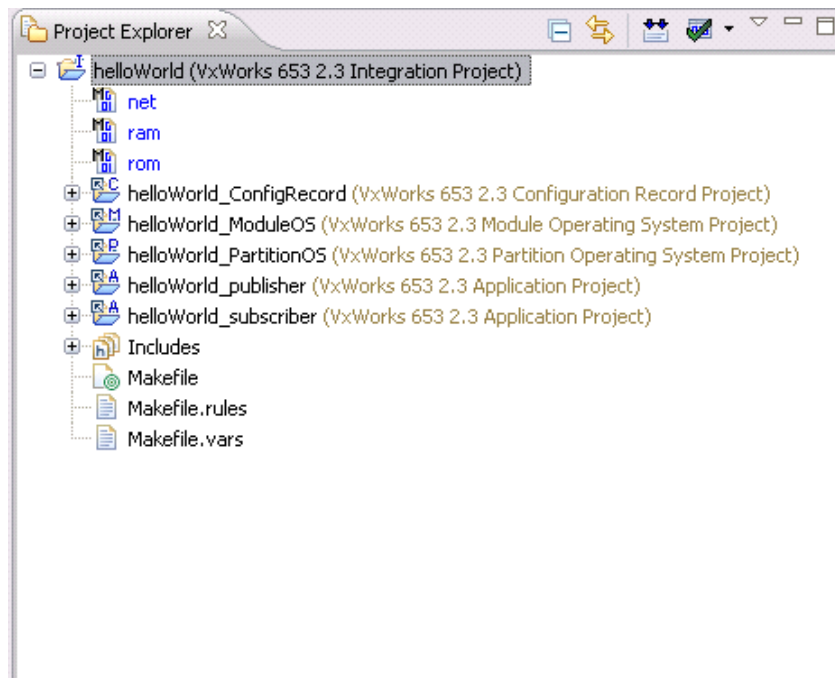 Project Explorer
helloWorld (VxWorks 653 2.3 Integration Project)
net
ram
rom
helloWorld_ConfigRecord (VxWorks 653 2.3 Configuration Record Project)
helloWorld_ModuleOS (VxWorks 653 2.3 Module Operating System Project)
helloWorld_PartitionOS (VxWorks 653 2.3 Partition Operating System Project)
helloWorld_publisher (VxWorks 653 2.3 Application Project)
helloWorld_subscriber (VxWorks 653 2.3 Application Project)
Includes
Makefile
Makefile.rules
Makefile.vars